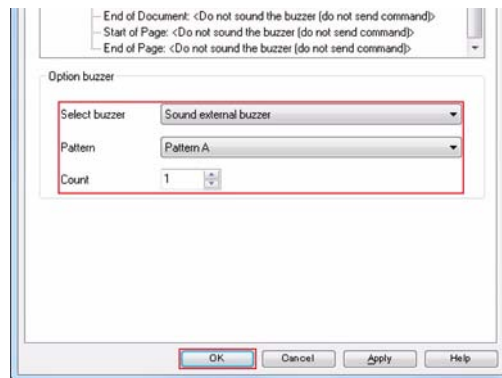 End of Document: <Do not sound the buzzer (do not send command)>
Start of Page: <Do not sound the buzzer (do not send command)>
End of Page: <Do not sound the buzzer (do not send command)>
Option buzzer
Select buzzer Sound external buzzer
Pattern Pattern A
Count 1
OK Cancel Apply Help